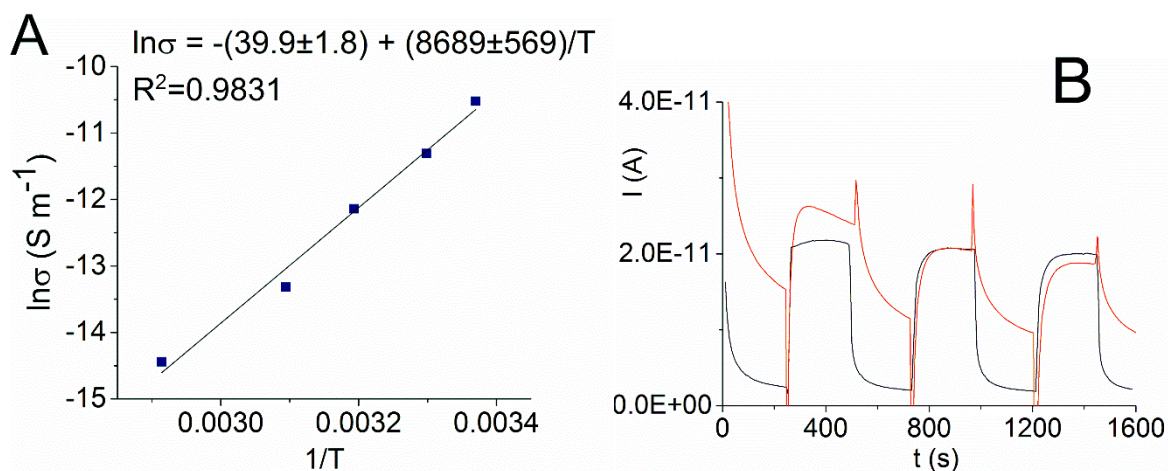 A
lnσ = -(39.9±1.8) + (8689±569)/T
R²=0.9831
-10
-11
-12
-13
-14
-15
lnσ (S m⁻¹)
0.0030
0.0032
0.0034
1/T
B
4.0E-11
2.0E-11
0.0E+00
I (A)
0
400
800
1200
1600
t (s)